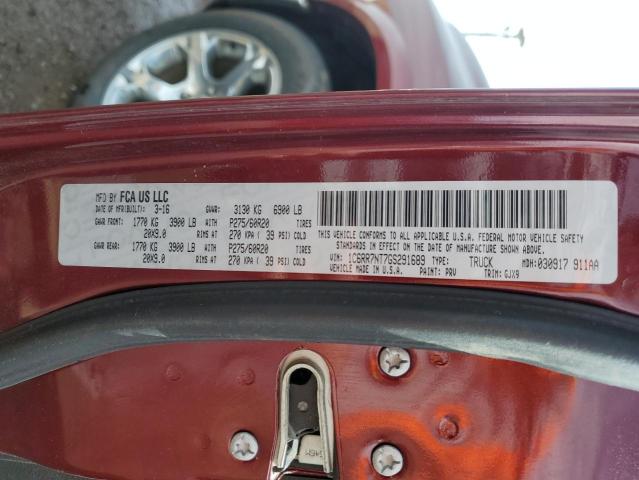 MFD BY FCA US LLC
DATE OF MFR(BUILT): 3-16 GVWR: 3130 KG 6900 LB
GAWR FRONT: 1770 KG 3900 LB WITH P275/60R20 TIRES
20X9.0 RIMS AT 270 KPA ( 39 PSI) COLD
GAWR REAR: 1770 KG 3900 LB WITH P275/60R20 TIRES
20X9.0 RIMS AT 270 KPA ( 39 PSI) COLD
THIS VEHICLE CONFORMS TO ALL APPLICABLE U.S.A. FEDERAL MOTOR VEHICLE SAFETY
STANDARDS IN EFFECT ON THE DATE OF MANUFACTURE SHOWN ABOVE.
U.S.A.
VIN: 1C6RR7NT7GS291689 TYPE: TRUCK MDH: 030917 911AA
PAINT: PRV TRIM: GJX9